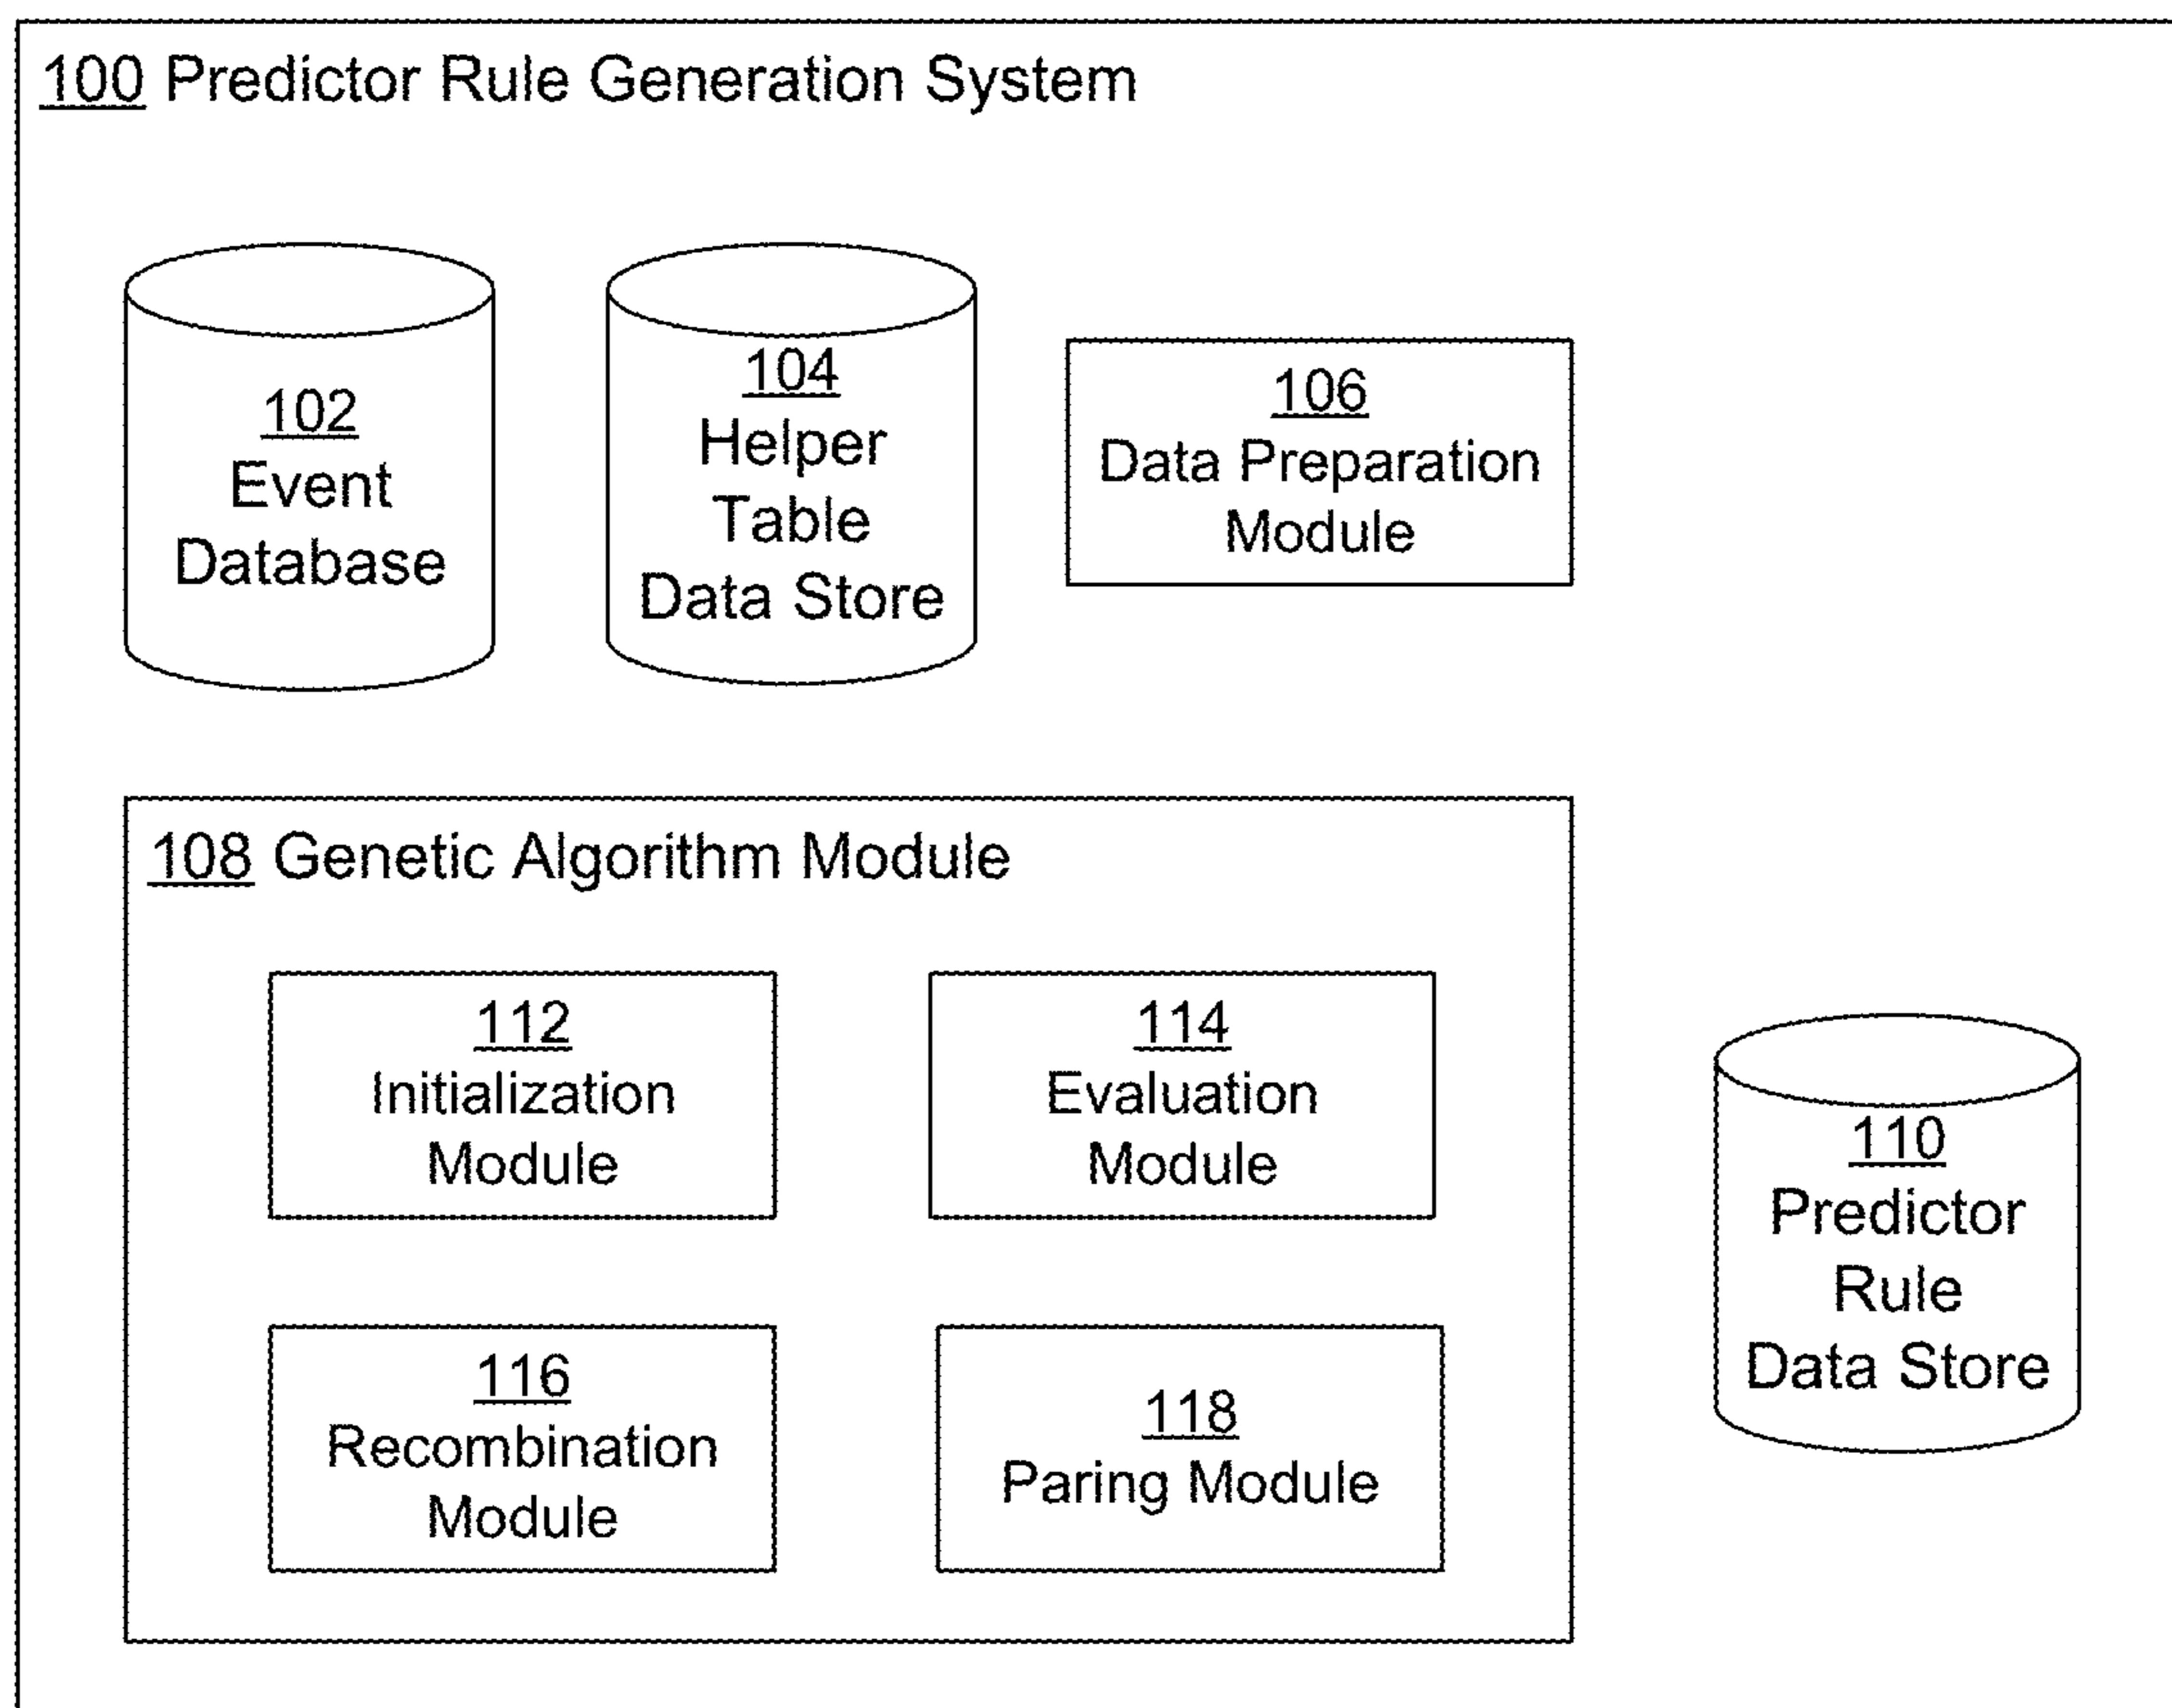 100 Predictor Rule Generation System
102
Event
Database
104
Helper
Table
Data Store
106
Data Preparation
Module
108 Genetic Algorithm Module
112
Initialization
Module
114
Evaluation
Module
116
Recombination
Module
118
Paring Module
110
Predictor
Rule
Data Store